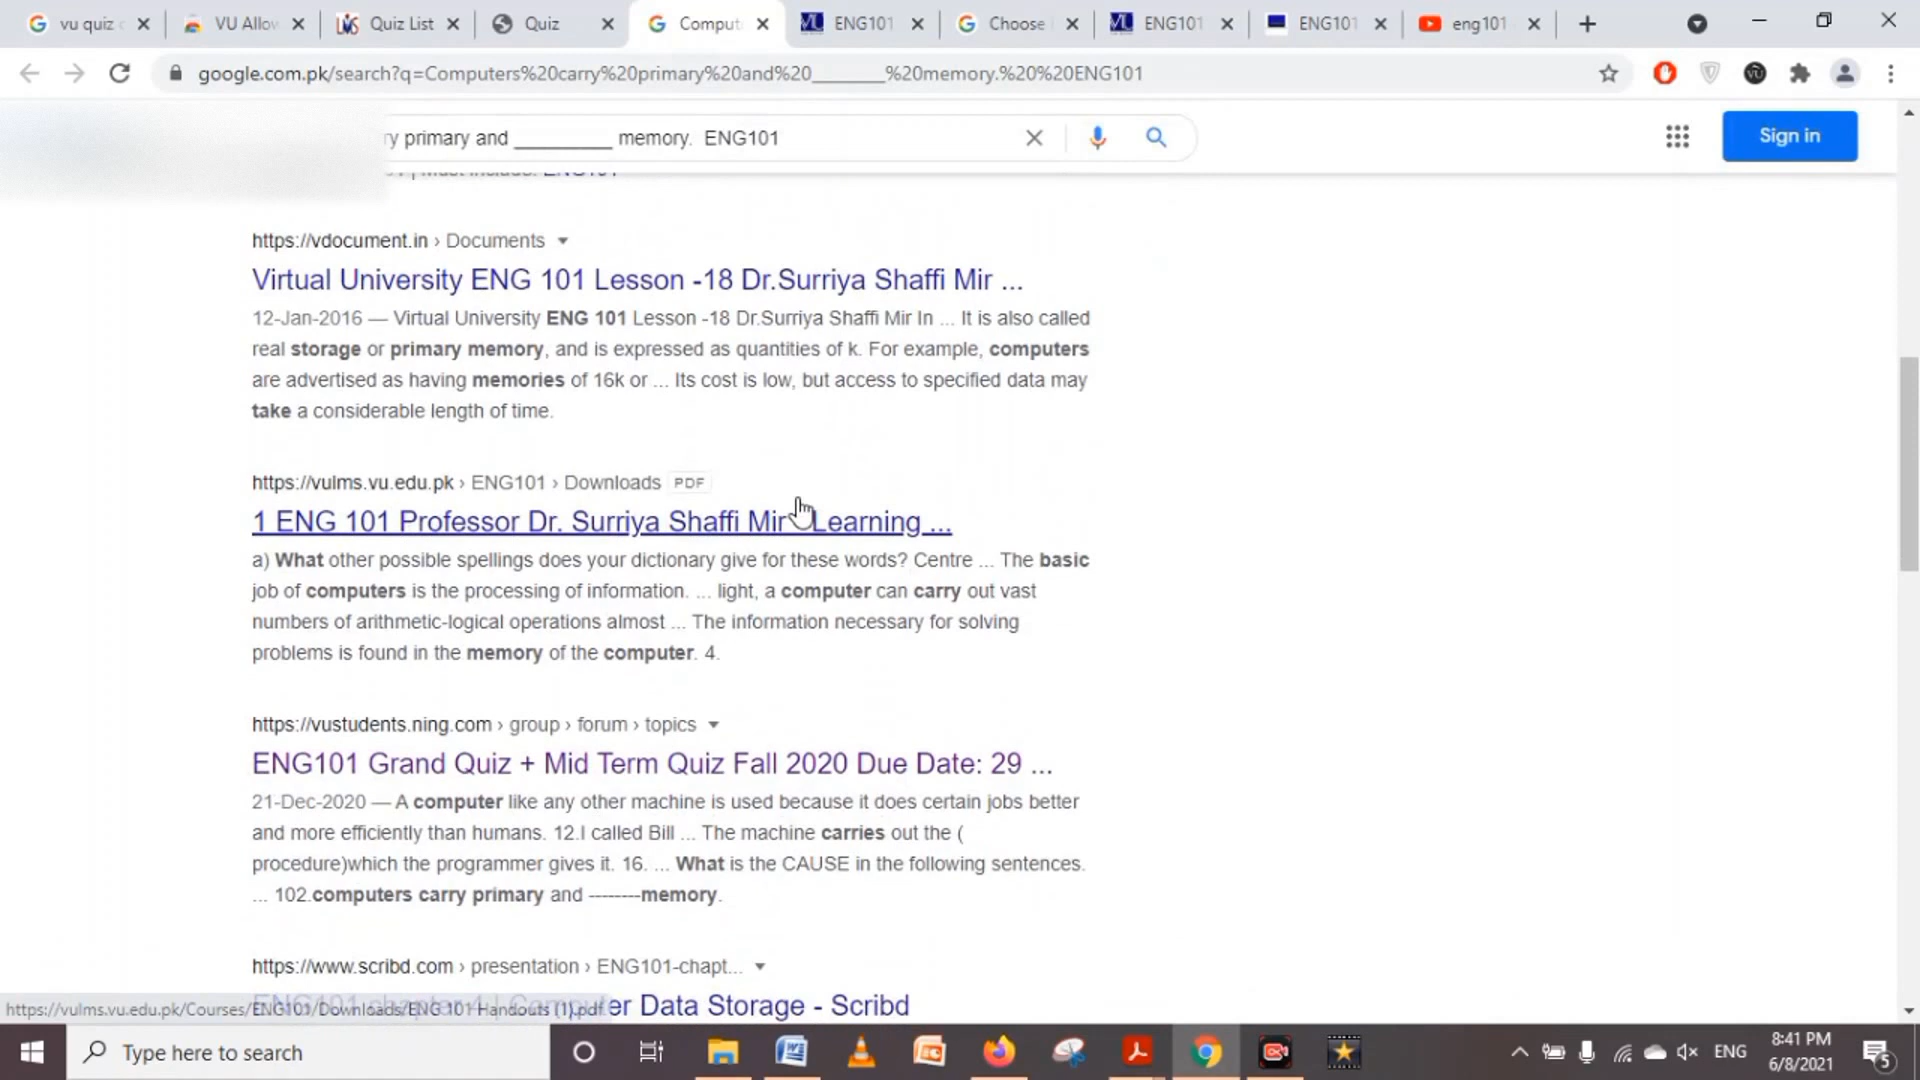 vu quiz
VU Allow
Quiz List
Quiz
Comput
ENG101
Choose
ENG101
ENG101
eng101
google.com.pk/search?q=Computers%20carry%20primary%20and%20________%20memory.%20%20ENG101
ry primary and __________ memory. ENG101
Sign in
https://vdocument.in › Documents
Virtual University ENG 101 Lesson -18 Dr.Surriya Shaffi Mir ...
12-Jan-2016 — Virtual University ENG 101 Lesson -18 Dr.Surriya Shaffi Mir In ... It is also called
real storage or primary memory, and is expressed as quantities of k. For example, computers
are advertised as having memories of 16k or ... Its cost is low, but access to specified data may
take a considerable length of time.
https://vulms.vu.edu.pk › ENG101 › Downloads PDF
1 ENG 101 Professor Dr. Surriya Shaffi Mir Learning ...
a) What other possible spellings does your dictionary give for these words? Centre ... The basic
job of computers is the processing of information. ... light, a computer can carry out vast
numbers of arithmetic-logical operations almost ... The information necessary for solving
problems is found in the memory of the computer. 4.
https://vustudents.ning.com › group › forum › topics
ENG101 Grand Quiz + Mid Term Quiz Fall 2020 Due Date: 29 ...
21-Dec-2020 — A computer like any other machine is used because it does certain jobs better
and more efficiently than humans. 12.I called Bill ... The machine carries out the (
procedure)which the programmer gives it. 16. ... What is the CAUSE in the following sentences.
... 102.computers carry primary and --------memory.
https://www.scribd.com › presentation › ENG101-chapt...
ENG101 chapter 4 | Computer Data Storage - Scribd
https://vulms.vu.edu.pk/Courses/ENG101/Downloads/ENG 101 Handouts (1).pdf
Type here to search
ENG
8:41 PM
6/8/2021
5